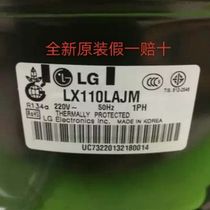 全新原装假一赔十
LG
LX110LAJM
R134a 220V~ 50Hz 1PH
THERMALLY PROTECTED
LG Electronics Inc. MADE IN KOREA
UC73220132180014